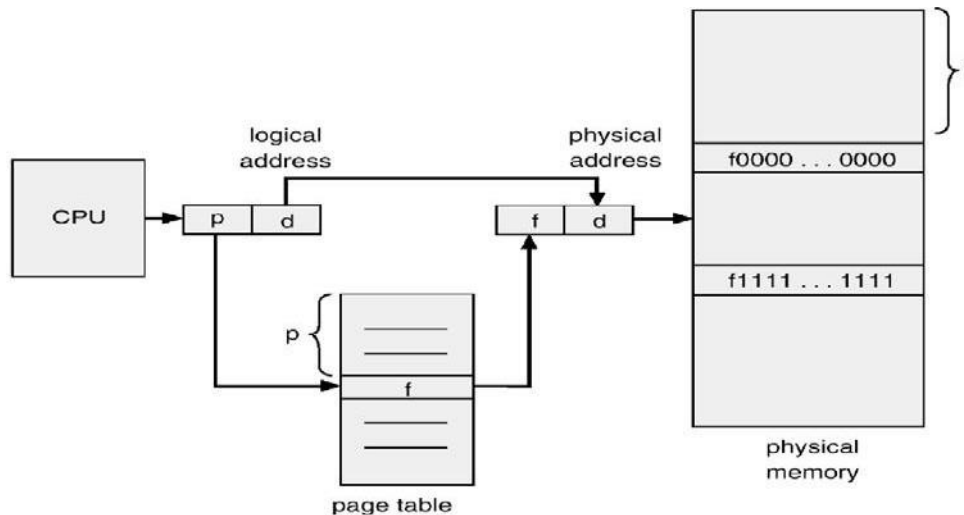 logical
address
physical
address
f0000 . . . 0000
CPU
p
d
f
d
f1111 . . . 1111
p
f
physical
memory
page table